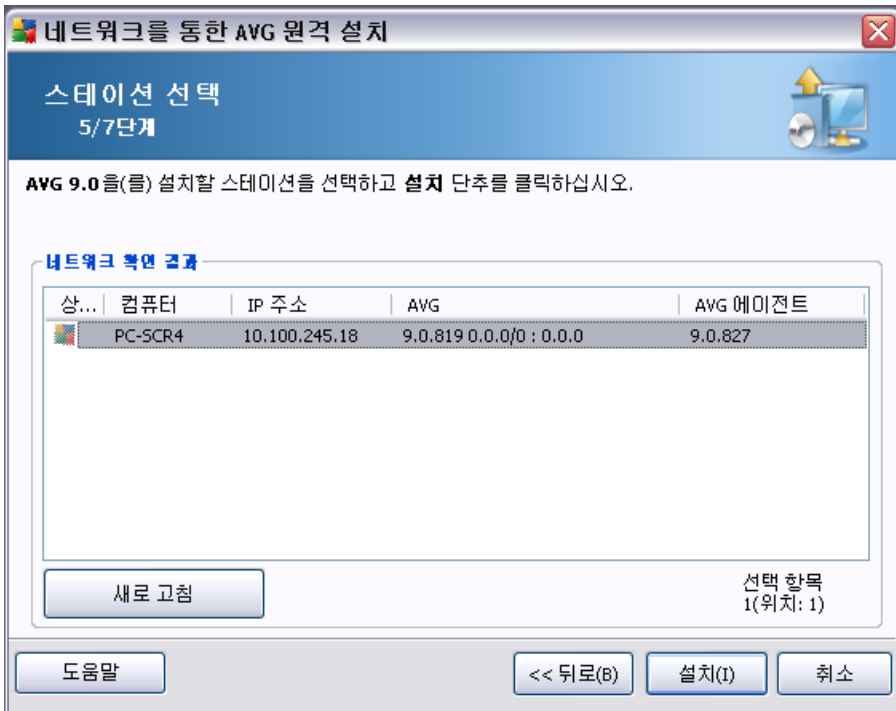 네트워크를 통한 AVG 원격 설치
스테이션 선택
5/7단계
AVG 9.0을(를) 설치할 스테이션을 선택하고 설치 단추를 클릭하십시오.
네트워크 확인 결과
상... 컴퓨터 IP 주소 AVG AVG 에이전트
PC-SCR4 10.100.245.18 9.0.819 0.0.0/0 : 0.0.0 9.0.827
새로 고침
선택 항목
1(위치: 1)
도움말 << 뒤로(B) 설치(I) 취소